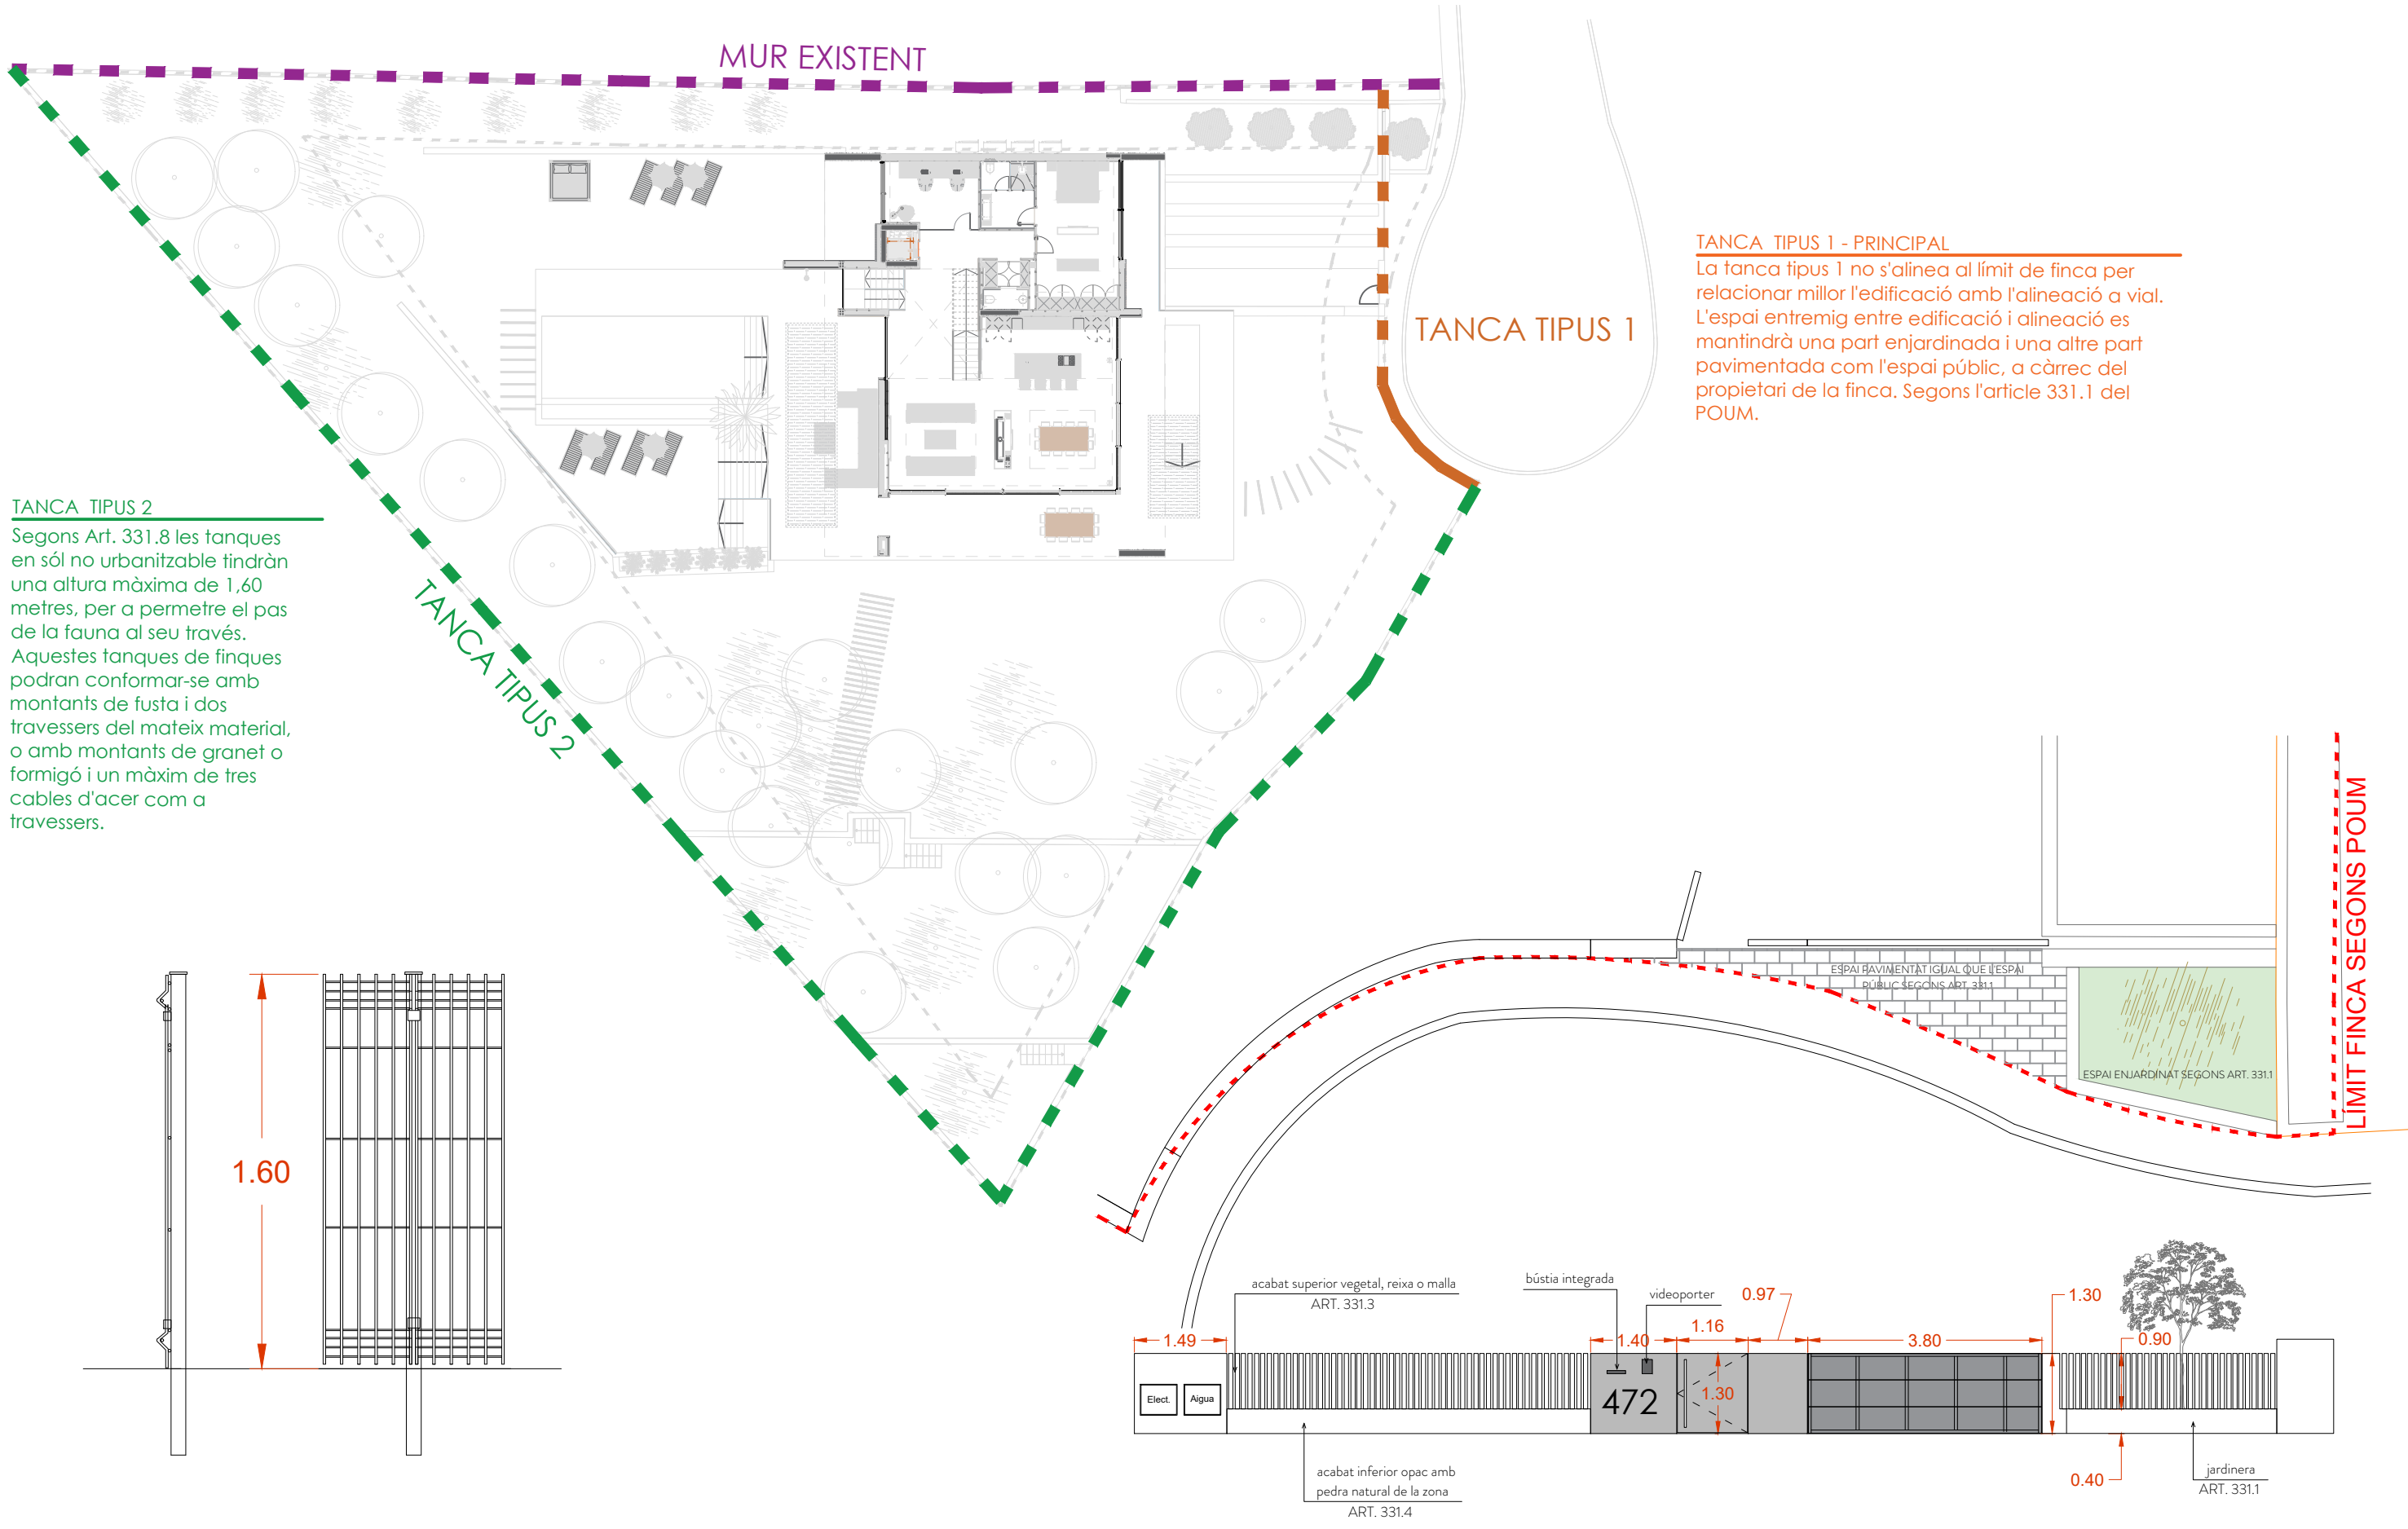 MUR EXISTENT
TANCA TIPUS 1 - PRINCIPAL
La tanca tipus 1 no s'alinea al límit de finca per
relacionar millor l'edificació amb l'alineació a vial.
L'espai entremig entre edificació i alineació es
mantindrà una part enjardinada i una altre part
pavimentada com l'espai públic, a càrrec del
propietari de la finca. Segons l'article 331.1 del
POUM.
TANCA TIPUS 1
TANCA TIPUS 2
Segons Art. 331.8 les tanques
en sól no urbanitzable tindràn
una altura màxima de 1,60
metres, per a permetre el pas
de la fauna al seu través.
Aquestes tanques de finques
podran conformar-se amb
montants de fusta i dos
travessers del mateix material,
o amb montants de granet o
formigó i un màxim de tres
cables d'acer com a
travessers.
TANCA TIPUS 2
LÍMIT FINCA SEGONS POUM
ESPAI PAVIMENTAT IGUAL QUE L'ESPAI
PÚBLIC SEGONS ART. 331.1
ESPAI ENJARDINAT SEGONS ART. 331.1
1.60
acabat superior vegetal, reixa o malla
ART. 331.3
bústia integrada
videoporter
0.97
1.30
1.49
1.40
1.16
3.80
0.90
Elect.
Aigua
472
1.30
acabat inferior opac amb
pedra natural de la zona
ART. 331.4
0.40
jardinera
ART. 331.1